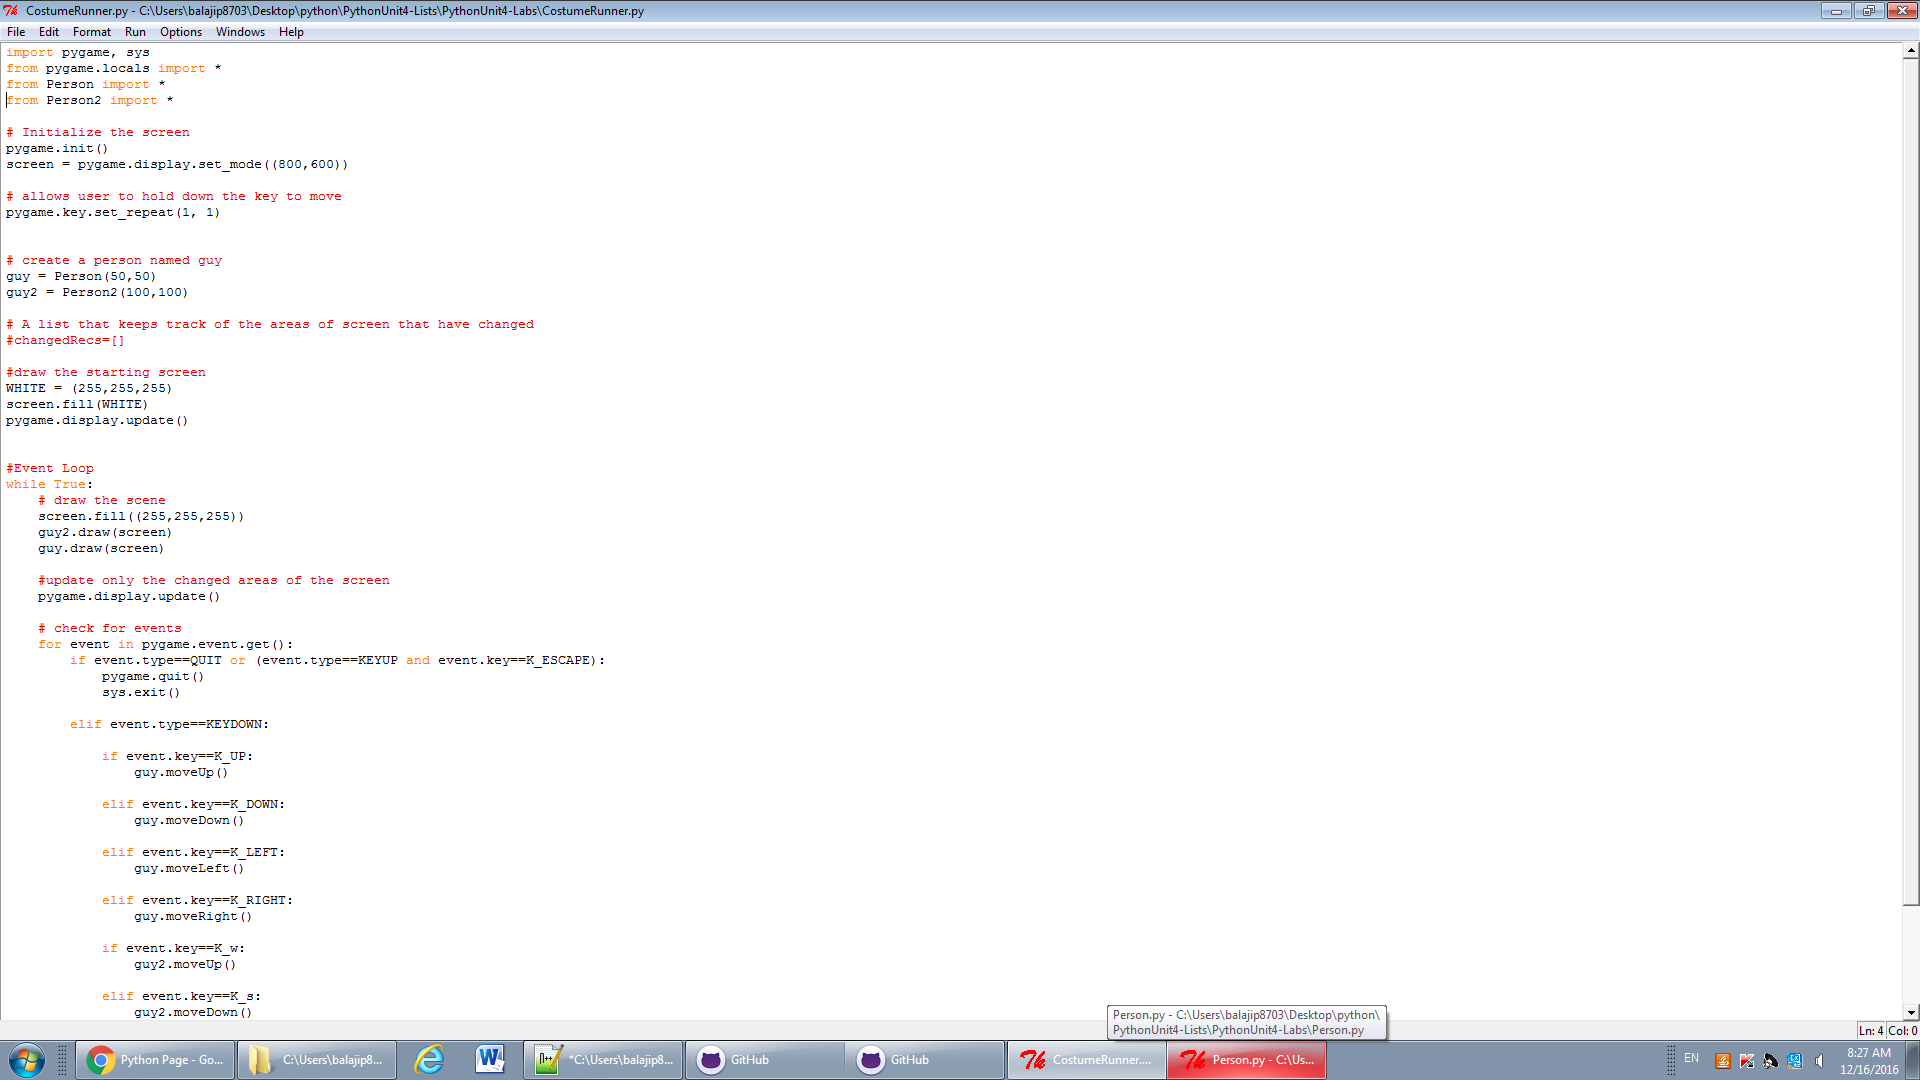 CostumeRunner.py - C:\Users\balajip8703\Desktop\python\PythonUnit4-Lists\PythonUnit4-Labs\CostumeRunner.py
File Edit Format Run Options Windows Help
import pygame, sys
from pygame.locals import *
from Person import *
from Person2 import *
# Initialize the screen
pygame.init()
screen = pygame.display.set_mode((800,600))
# allows user to hold down the key to move
pygame.key.set_repeat(1, 1)
# create a person named guy
guy = Person(50,50)
guy2 = Person2(100,100)
# A list that keeps track of the areas of screen that have changed
#changedRecs=[]
#draw the starting screen
WHITE = (255,255,255)
screen.fill(WHITE)
pygame.display.update()
#Event Loop
while True:
    # draw the scene
    screen.fill((255,255,255))
    guy2.draw(screen)
    guy.draw(screen)
    #update only the changed areas of the screen
    pygame.display.update()
    # check for events
    for event in pygame.event.get():
        if event.type==QUIT or (event.type==KEYUP and event.key==K_ESCAPE):
            pygame.quit()
            sys.exit()
        elif event.type==KEYDOWN:
            if event.key==K_UP:
                guy.moveUp()
            elif event.key==K_DOWN:
                guy.moveDown()
            elif event.key==K_LEFT:
                guy.moveLeft()
            elif event.key==K_RIGHT:
                guy.moveRight()
            if event.key==K_w:
                guy2.moveUp()
            elif event.key==K_s:
                guy2.moveDown()
Person.py - C:\Users\balajip8703\Desktop\python\
PythonUnit4-Lists\PythonUnit4-Labs\Person.py
Ln: 4 Col: 0
Python Page - Go... C:\Users\balajip8... *C:\Users\balajip8... GitHub GitHub CostumeRunner.... Person.py - C:\Us... EN 8:27 AM
12/16/2016